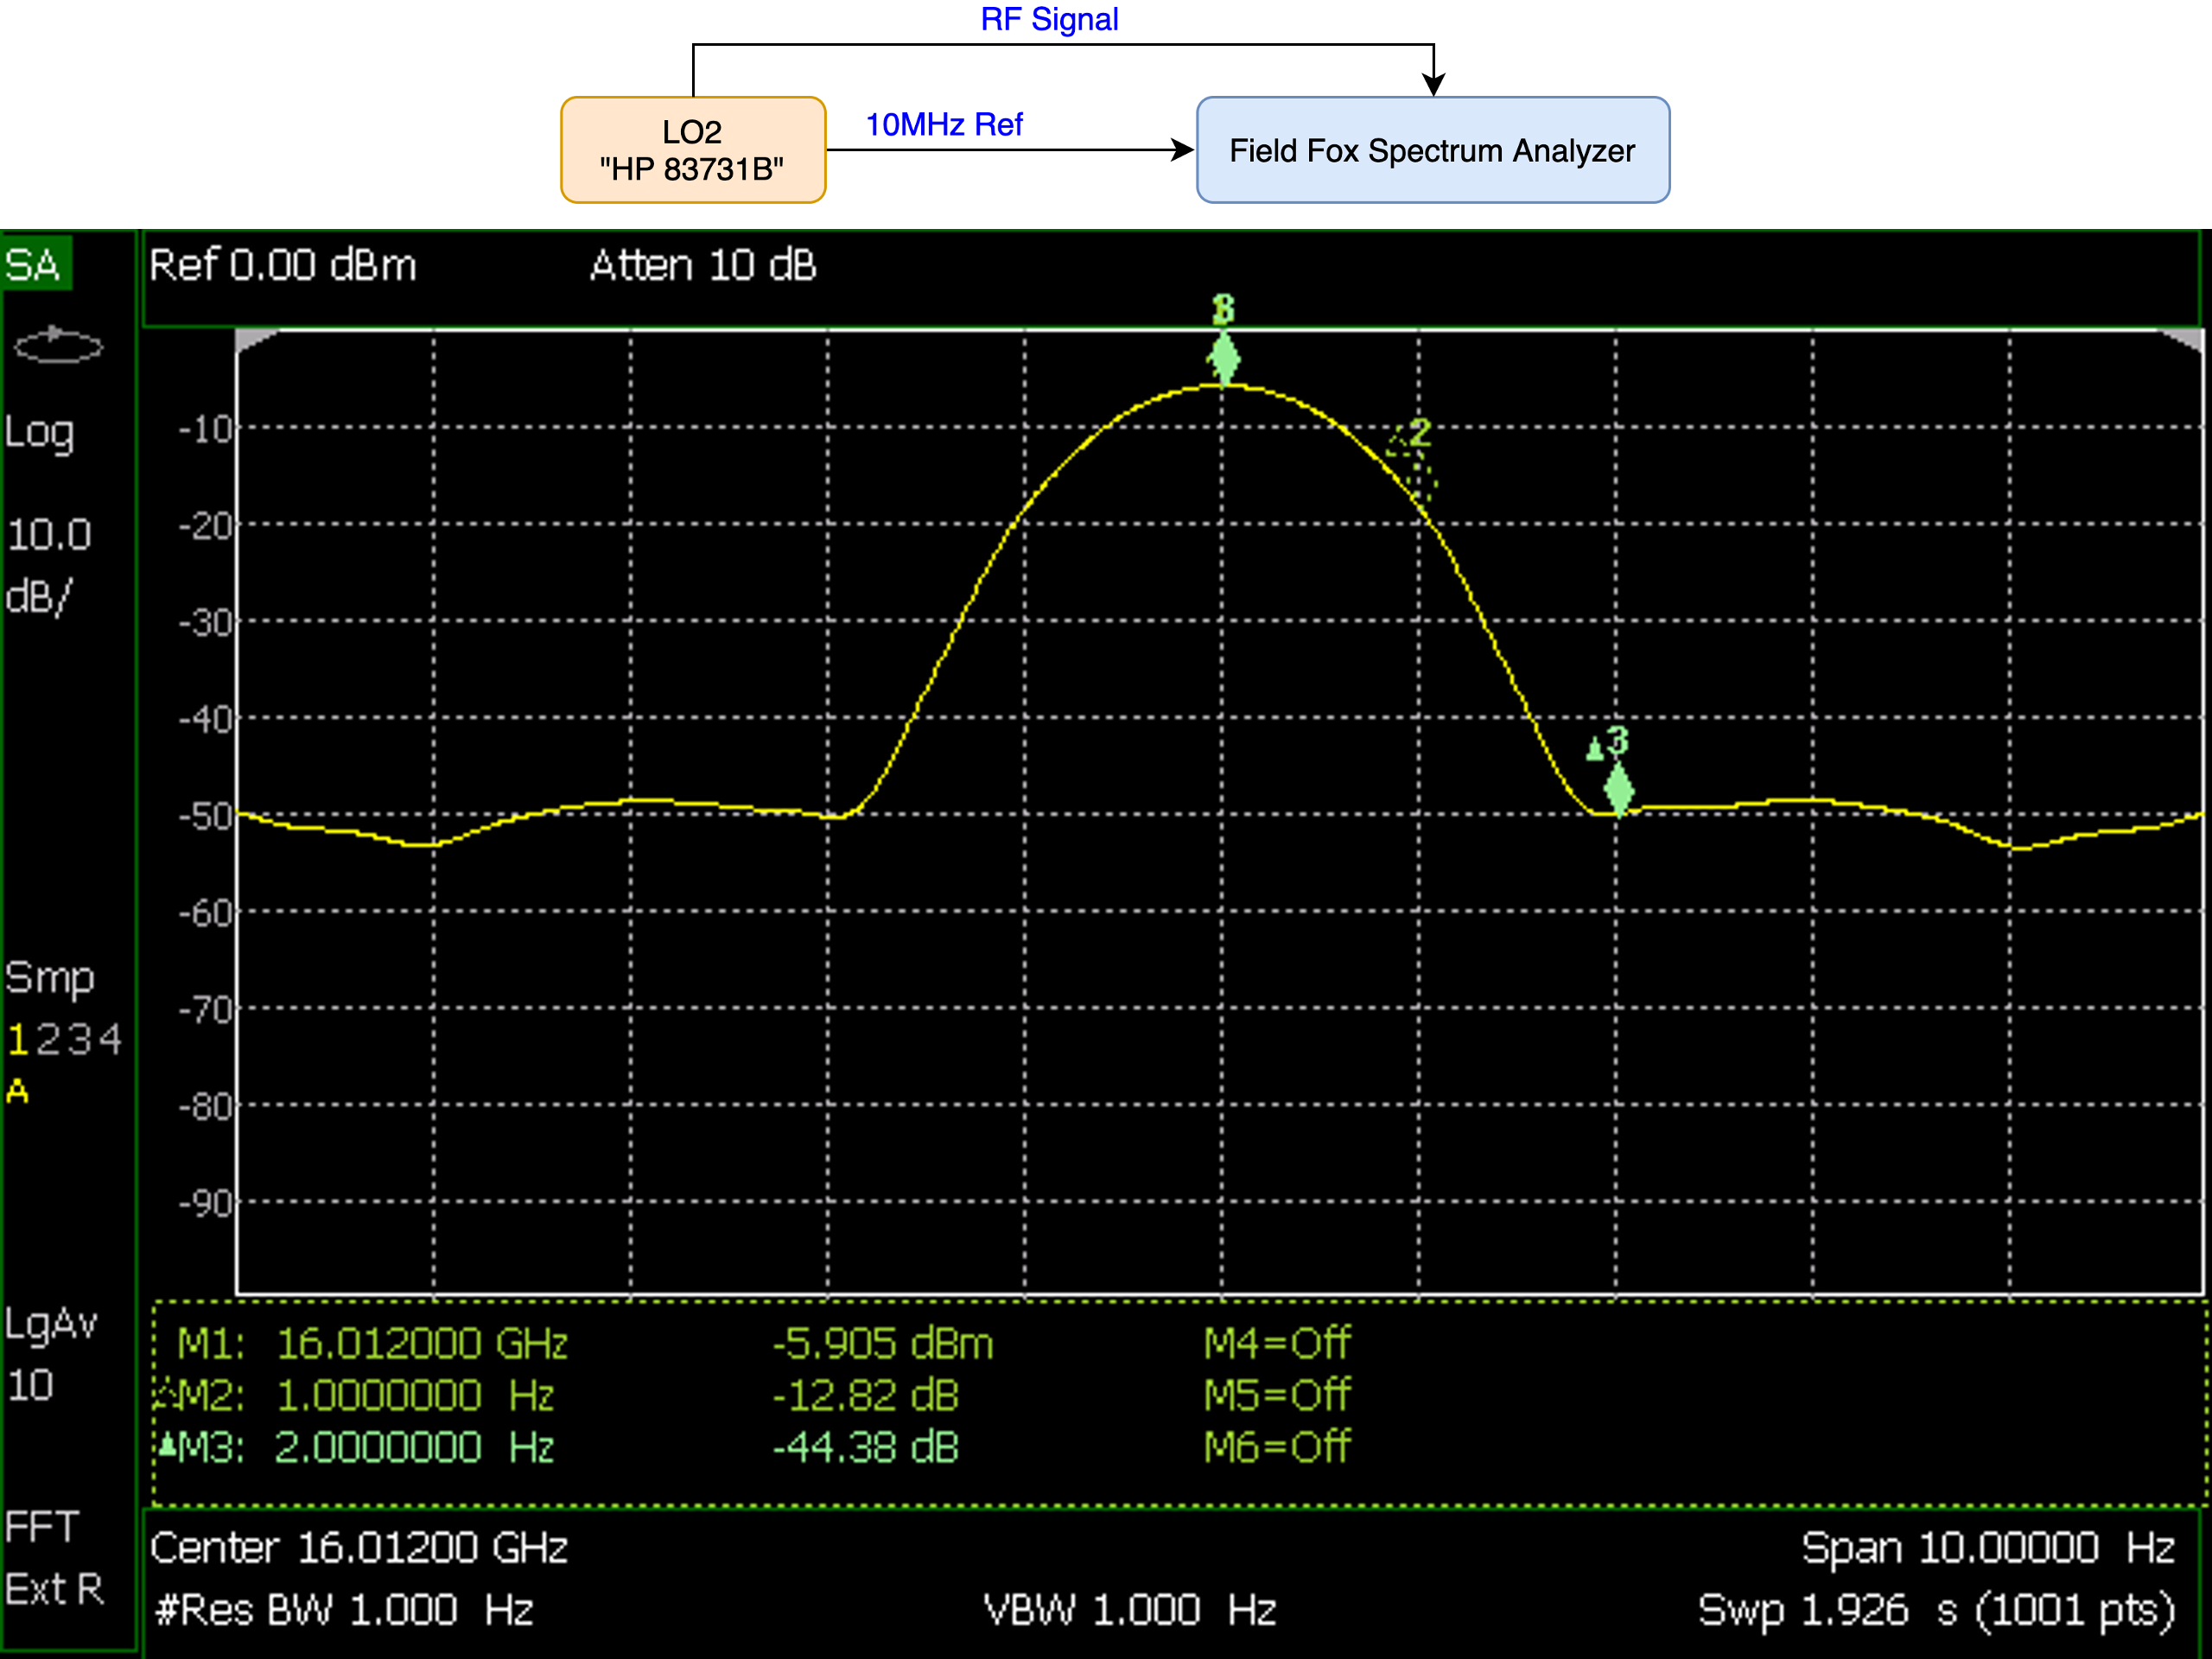 RF Signal
LO2
"HP 83731B"
10MHz Ref
Field Fox Spectrum Analyzer
SA
Ref 0.00 dBm Atten 10 dB
Log
10.0
dB/
-10
2
-20
-30
-40
3
-50
-60
-70
-80
-90
Smp
1 2 3 4
A
LgAv
10
FFT
Ext R
M1: 16.012000 GHz -5.905 dBm M4=Off
M2: 1.0000000 Hz -12.82 dB M5=Off
M3: 2.0000000 Hz -44.38 dB M6=Off
Center 16.01200 GHz Span 10.00000 Hz
#Res BW 1.000 Hz VBW 1.000 Hz Swp 1.926 s (1001 pts)